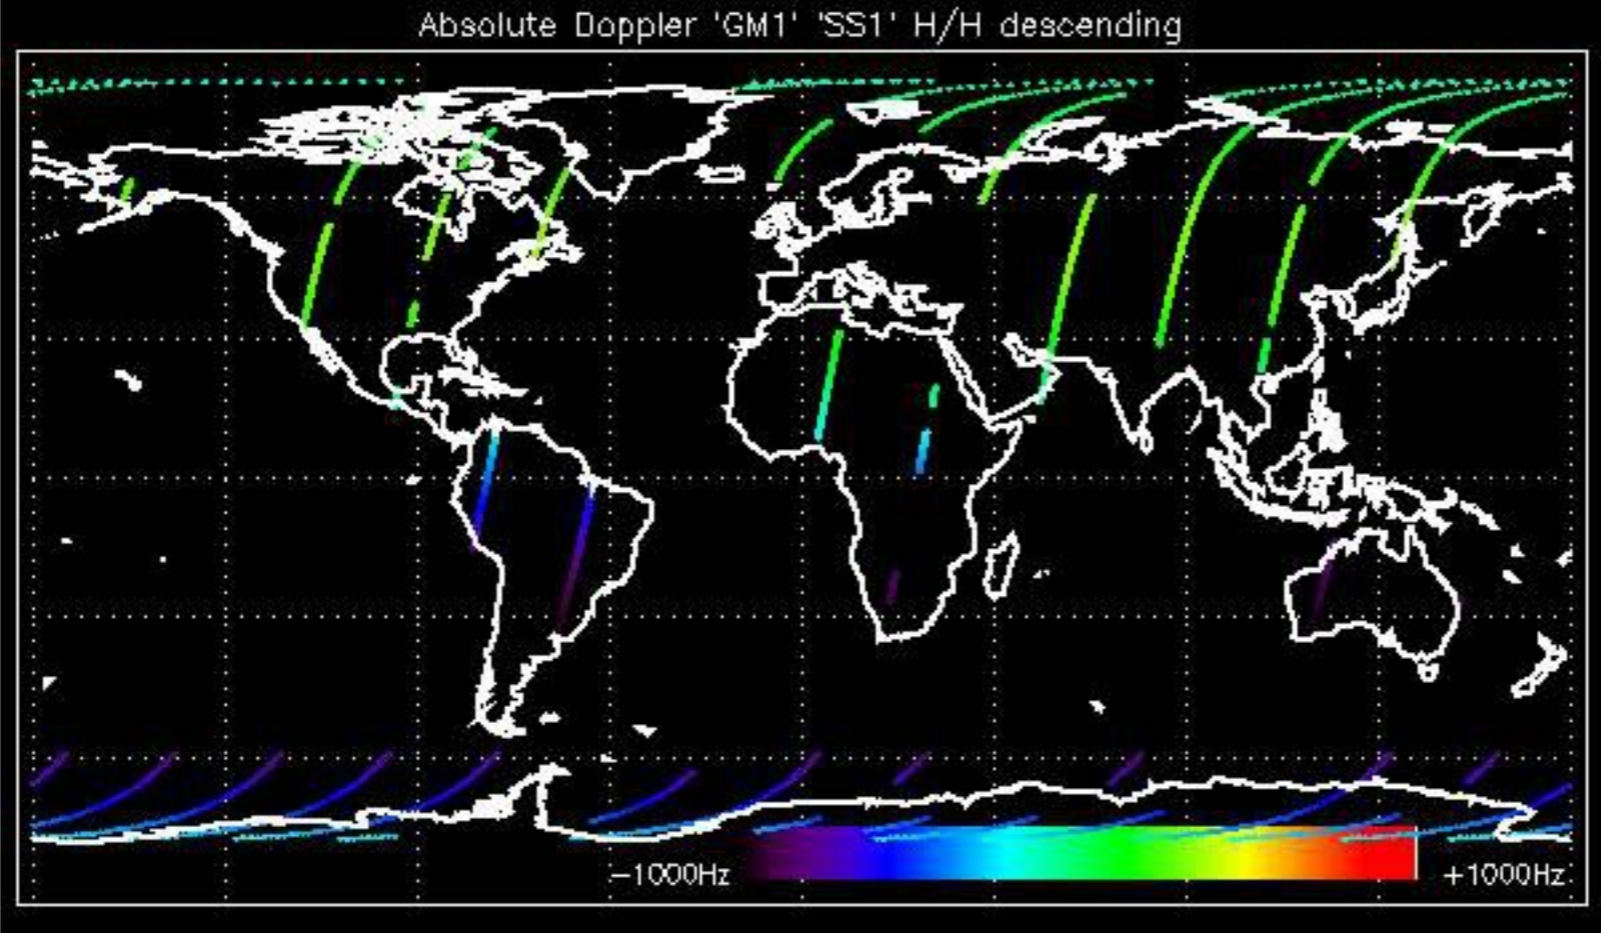 Absolute Doppler 'GM1' 'SS1' H/H descending
−1000Hz +1000Hz